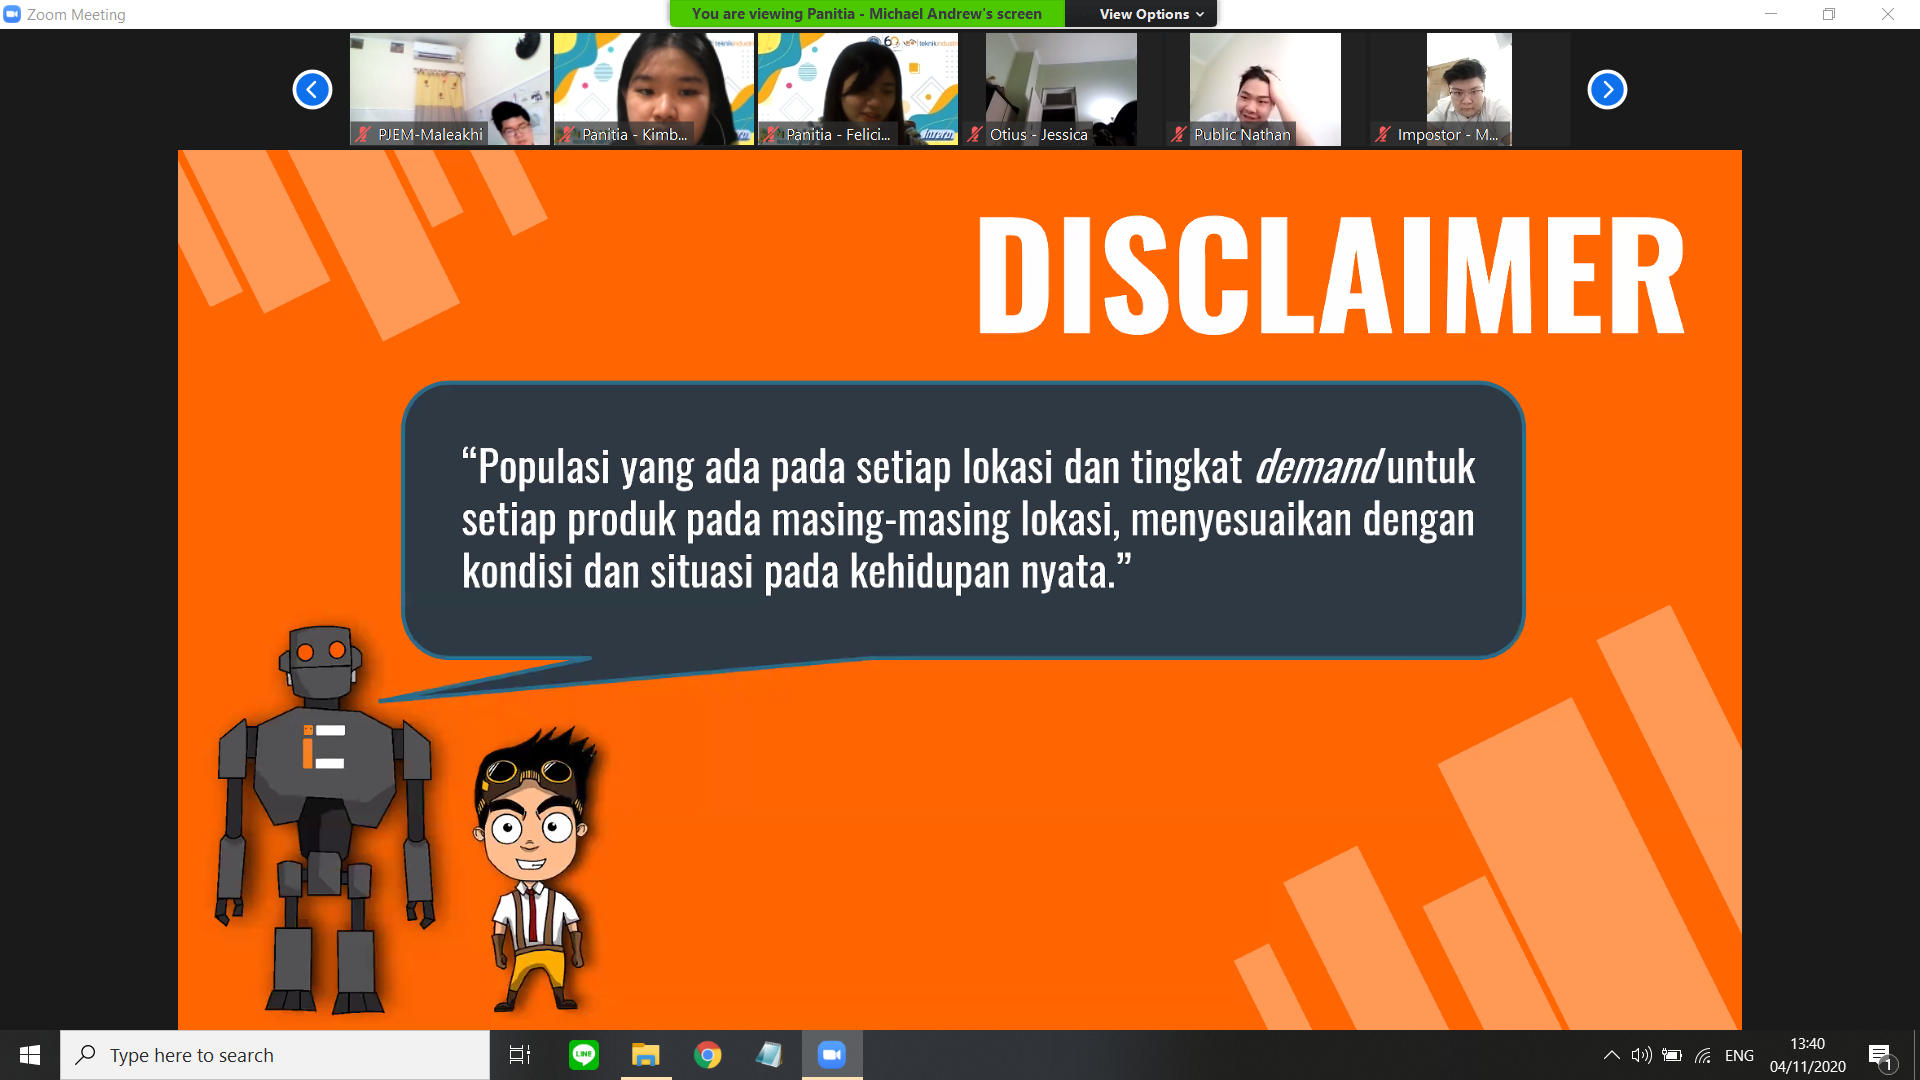 Zoom Meeting
You are viewing Panitia - Michael Andrew's screen
View Options
PJEM-Maleakhi
Panitia - Kimb...
Panitia - Felici...
Otius - Jessica
Public Nathan
Impostor - M...
DISCLAIMER
“Populasi yang ada pada setiap lokasi dan tingkat demand untuk
setiap produk pada masing-masing lokasi, menyesuaikan dengan
kondisi dan situasi pada kehidupan nyata.”
Type here to search
LINE
ENG
13:40
04/11/2020
1